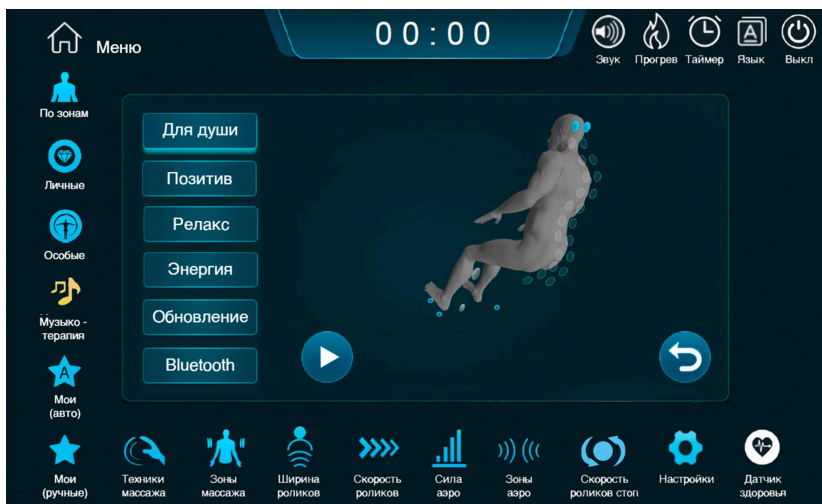 Меню
00:00
Звук
Прогрев
Таймер
A
Язык
Выкл
По зонам
Личные
Особые
Музыко -
терапия
A
Мои
(авто)
Мои
(ручные)
Для души
Позитив
Релакс
Энергия
Обновление
Bluetooth
Техники
массажа
Зоны
массажа
Ширина
роликов
Скорость
роликов
Сила
аэро
Зоны
аэро
Скорость
роликов стоп
Настройки
Датчик
здоровья